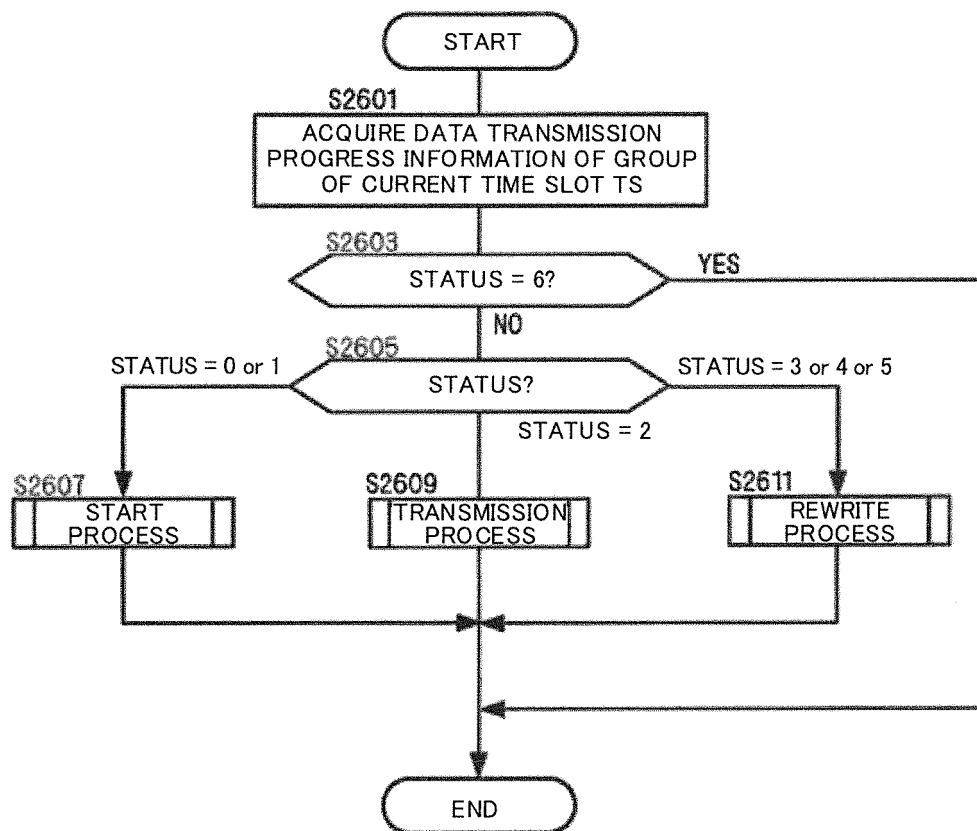 START
S2601
ACQUIRE DATA TRANSMISSION
PROGRESS INFORMATION OF GROUP
OF CURRENT TIME SLOT TS
S2603
STATUS = 6?
YES
NO
S2605
STATUS = 0 or 1
STATUS?
STATUS = 3 or 4 or 5
STATUS = 2
S2607
START
PROCESS
S2609
TRANSMISSION
PROCESS
S2611
REWRITE
PROCESS
END